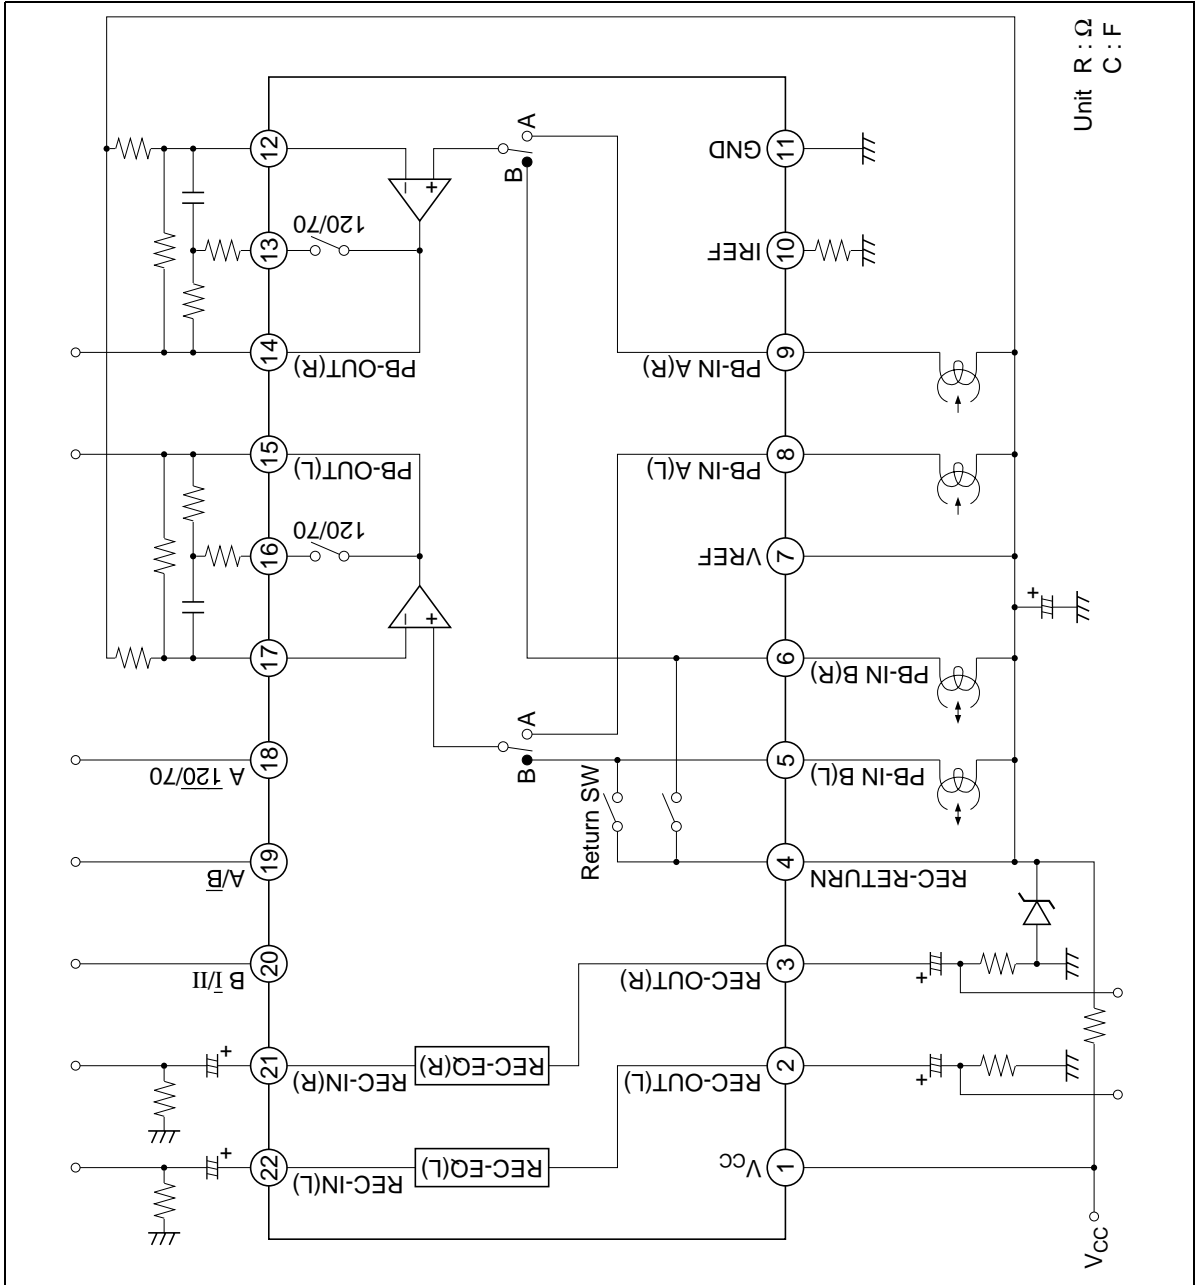 Unit R : Ω
C : F
12
13
14
15
16
17
18
19
20
21
22
11
10
9
8
7
6
5
4
3
2
1
120/70
PB-OUT(R)
PB-OUT(L)
120/70
A 1̅2̅0̅/70
A/B̅
B I̅/II
REC-IN(R)
REC-IN(L)
REC-EQ(R)
REC-EQ(L)
− +
− +
A
B
A
B
Return SW
GND
IREF
PB-IN A(R)
PB-IN A(L)
VREF
PB-IN B(R)
PB-IN B(L)
REC-RETURN
REC-OUT(R)
REC-OUT(L)
VCC
+
+
+
+
+
VCC